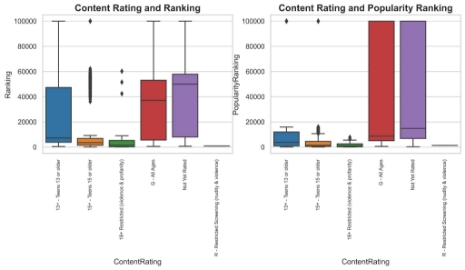 Content Rating and Ranking
Content Rating and Popularity Ranking
Ranking
100000
80000
60000
40000
20000
0
13+ - Teens 13 or older
15+ - Teens 15 or older
18+ Restricted (violence & profanity)
G - All Ages
Not Yet Rated
R - Restricted Screening (nudity & violence)
ContentRating
PopularityRanking
100000
80000
60000
40000
20000
0
13+ - Teens 13 or older
15+ - Teens 15 or older
18+ Restricted (violence & profanity)
G - All Ages
Not Yet Rated
R - Restricted Screening (nudity & violence)
ContentRating